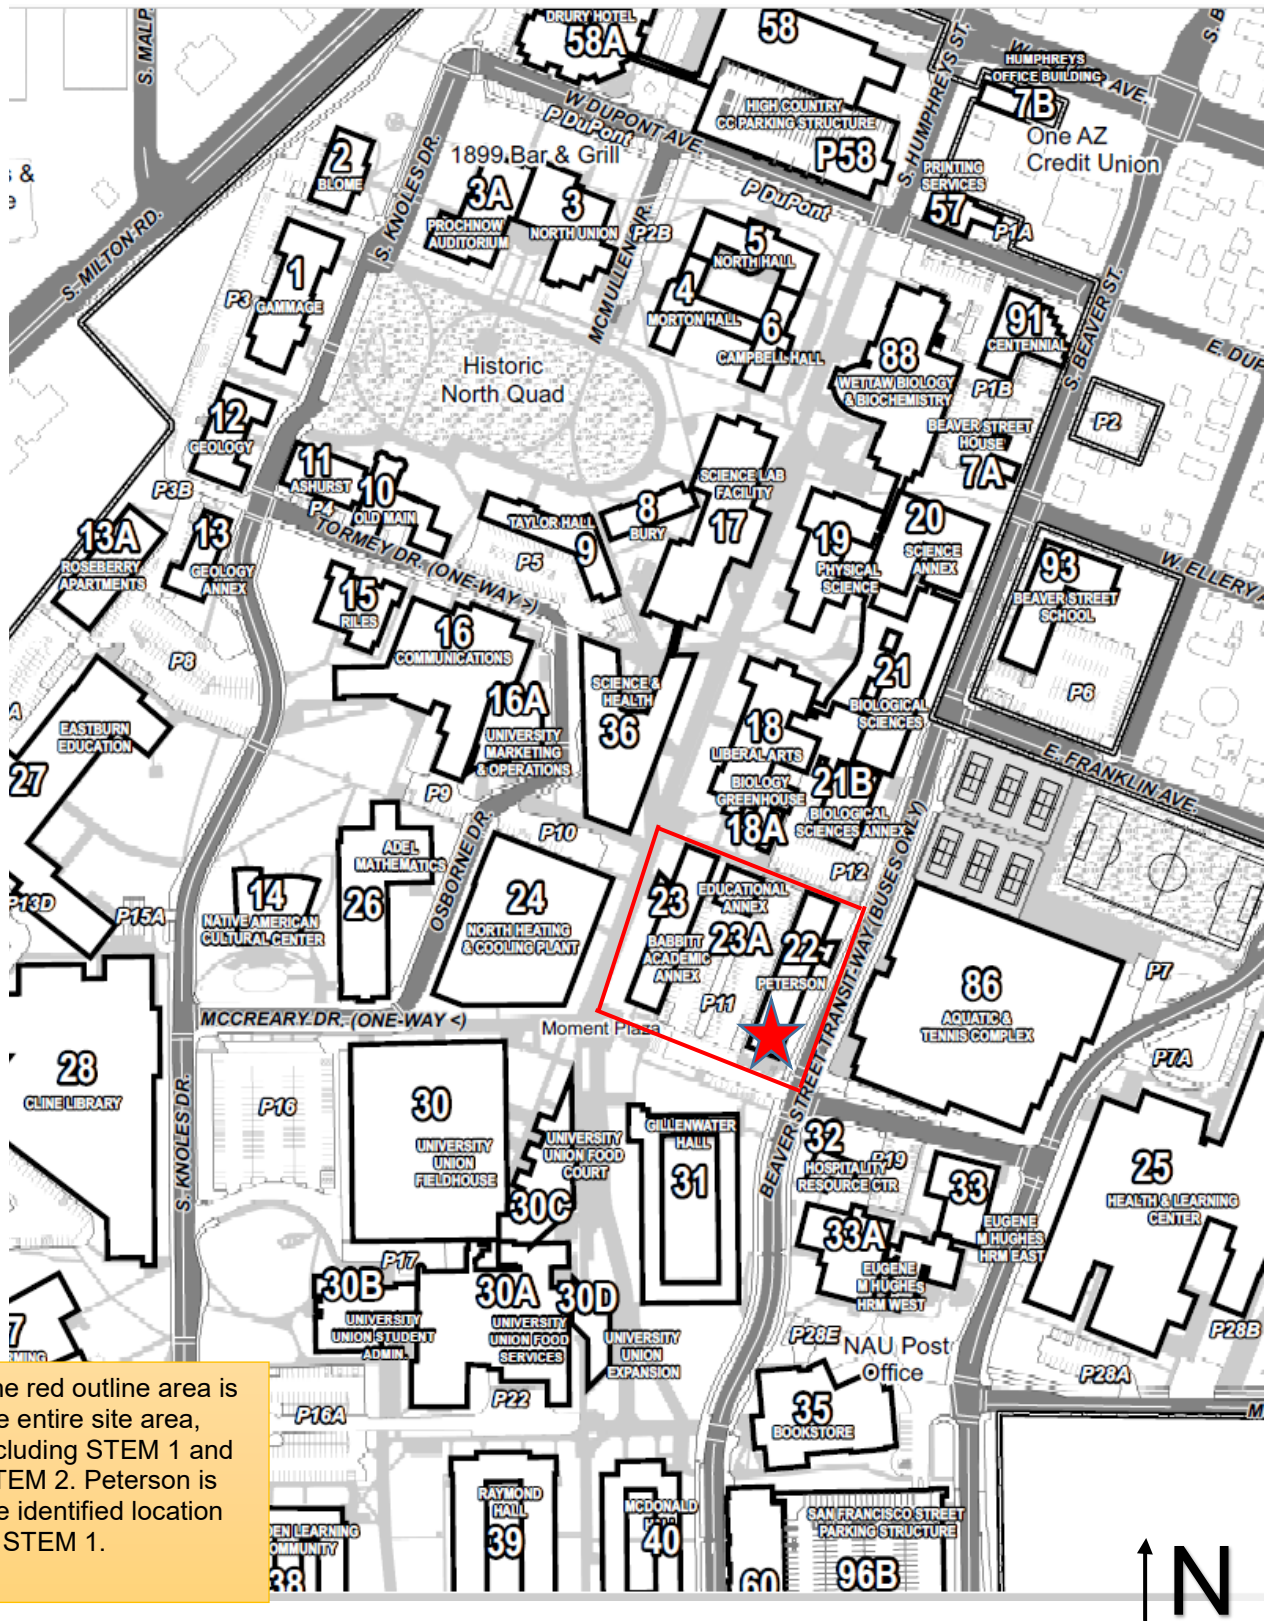 DRURY HOTEL
58A
58
S. HUMPHREYS ST.
S. B
S. MALP
HUMPHREYS
OFFICE BUILDING
7B
AVE.
One AZ
Credit Union
W DUPONT AVE.
P DuPont
HIGH COUNTRY
CC PARKING STRUCTURE
P58
PRINTING
SERVICES
57
P1A
P DuPont
s &
e
2
BLOME
S. KNOLES DR.
1899 Bar & Grill
3A
PROCHNOW
AUDITORIUM
3
NORTH UNION
P2B
MCMULLEN DR.
5
NORTH HALL
4
MORTON HALL
6
CAMPBELL HALL
S. MILTON RD.
1
GAMMAGE
P3
S. BEAVER ST.
91
CENTENNIAL
E. DUP
88
WETTAW BIOLOGY
& BIOCHEMISTRY
P1B
P2
BEAVER STREET
HOUSE
7A
Historic
North Quad
12
GEOLOGY
11
ASHURST
10
OLD MAIN
P4
P3B
TORMEY DR. (ONE-WAY >)
TAYLOR HALL
9
P5
8
BURY
SCIENCE LAB
FACILITY
17
19
PHYSICAL
SCIENCE
20
SCIENCE
ANNEX
93
BEAVER STREET
SCHOOL
W. ELLERY A
P6
13A
ROSEBERRY
APARTMENTS
13
GEOLOGY
ANNEX
15
RILES
16
COMMUNICATIONS
P8
16A
UNIVERSITY
MARKETING
& OPERATIONS
SCIENCE &
HEALTH
36
18
LIBERAL ARTS
21
BIOLOGICAL
SCIENCES
BIOLOGY
GREENHOUSE
18A
21B
BIOLOGICAL
SCIENCES ANNEX
E. FRANKLIN AVE.
A
EASTBURN
EDUCATION
27
P9
P10
P12
OSBORNE DR.
ADEL
MATHEMATICS
26
14
NATIVE AMERICAN
CULTURAL CENTER
P13D
P15A
24
NORTH HEATING
& COOLING PLANT
23
BABBITT
ACADEMIC
ANNEX
EDUCATIONAL
ANNEX
23A
P11
22
PETERSON
BEAVER STREET TRANSIT-WAY (BUSES ONLY)
86
AQUATIC &
TENNIS COMPLEX
P7
P7A
MCCREARY DR. (ONE-WAY <)
Moment Plaza
28
CLINE LIBRARY
S. KNOLES DR.
P16
30
UNIVERSITY
UNION
FIELDHOUSE
UNIVERSITY
UNION FOOD
COURT
30C
GILLENWATER
HALL
31
32
HOSPITALITY
RESOURCE CTR
P19
33
EUGENE
M HUGHES
HRM EAST
33A
EUGENE
M HUGHES
HRM WEST
25
HEALTH & LEARNING
CENTER
P28B
P17
30B
UNIVERSITY
UNION STUDENT
ADMIN.
30A
UNIVERSITY
UNION FOOD
SERVICES
30D
UNIVERSITY
UNION
EXPANSION
P28E
NAU Post
Office
P28A
M
7
RMING
P16A
P22
35
BOOKSTORE
he red outline area is
e entire site area,
cluding STEM 1 and
TEM 2. Peterson is
e identified location
STEM 1.
DEN LEARNING
OMMUNITY
38
RAYMOND
HALL
39
MCDONALD
40
60
SAN FRANCISCO STREET
PARKING STRUCTURE
96B
N